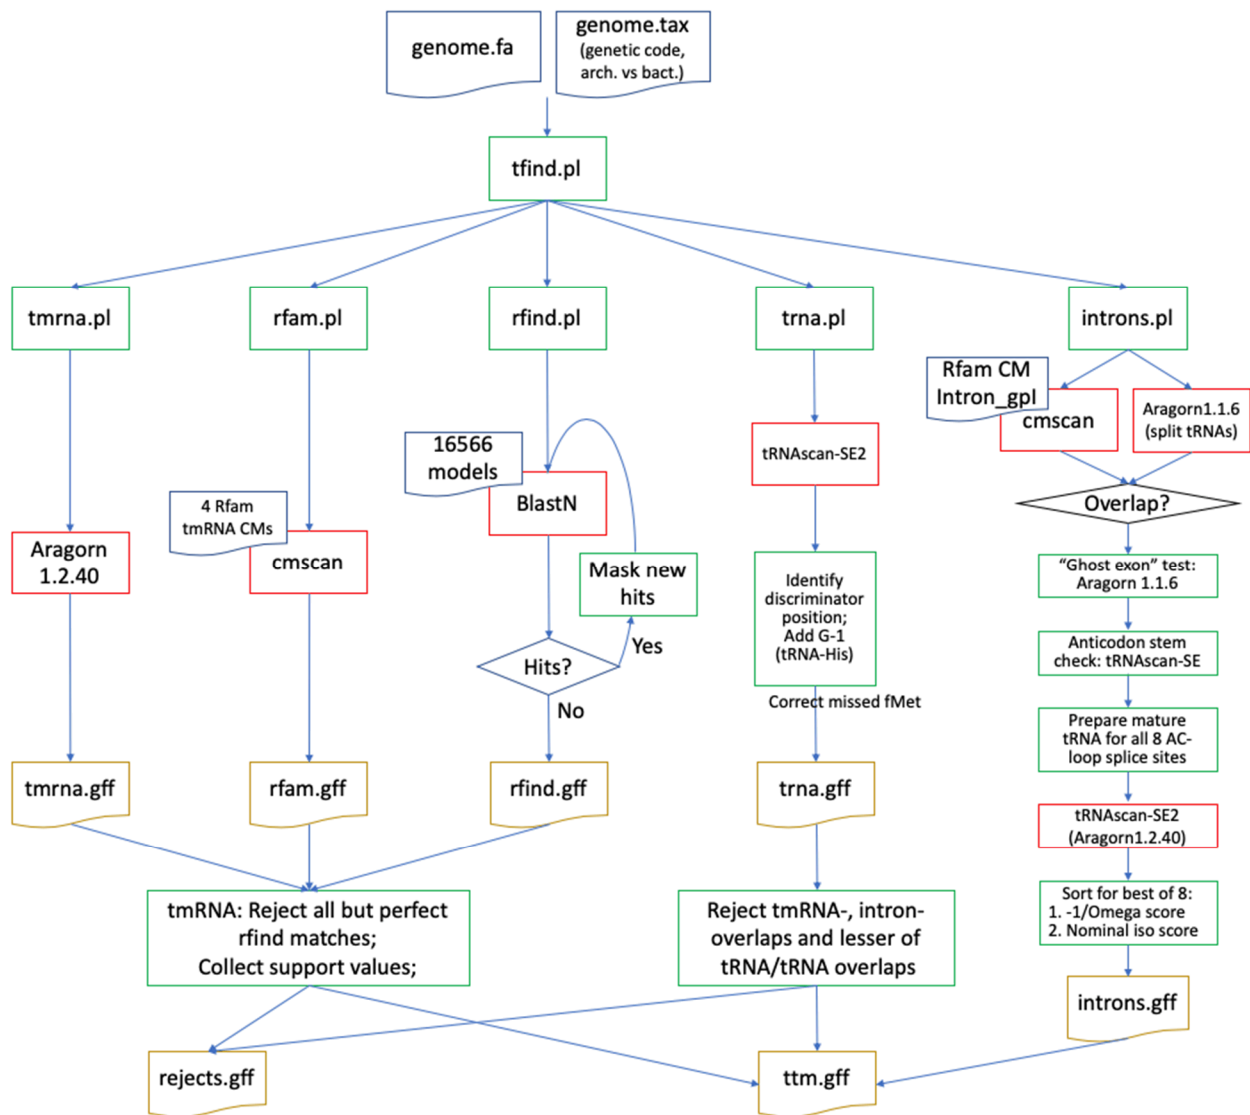 genome.fa
genome.tax
(genetic code,
arch. vs bact.)
tfind.pl
tmrna.pl
rfam.pl
rfind.pl
trna.pl
introns.pl
Rfam CM
Intron_gpI
cmscan
Aragorn1.1.6
(split tRNAs)
16566
models
BlastN
tRNAscan-SE2
Overlap?
4 Rfam
tmRNA CMs
cmscan
Aragorn
1.2.40
Mask new
hits
Identify
discriminator
position;
Add G-1
(tRNA-His)
"Ghost exon" test:
Aragorn 1.1.6
Anticodon stem
check: tRNAscan-SE
Hits?
Yes
No
Correct missed fMet
Prepare mature
tRNA for all 8 AC-
loop splice sites
tmrna.gff
rfam.gff
rfind.gff
trna.gff
tRNAscan-SE2
(Aragorn1.2.40)
tmRNA: Reject all but perfect
rfind matches;
Collect support values;
Reject tmRNA-, intron-
overlaps and lesser of
tRNA/tRNA overlaps
Sort for best of 8:
1. -1/Omega score
2. Nominal iso score
introns.gff
rejects.gff
ttm.gff